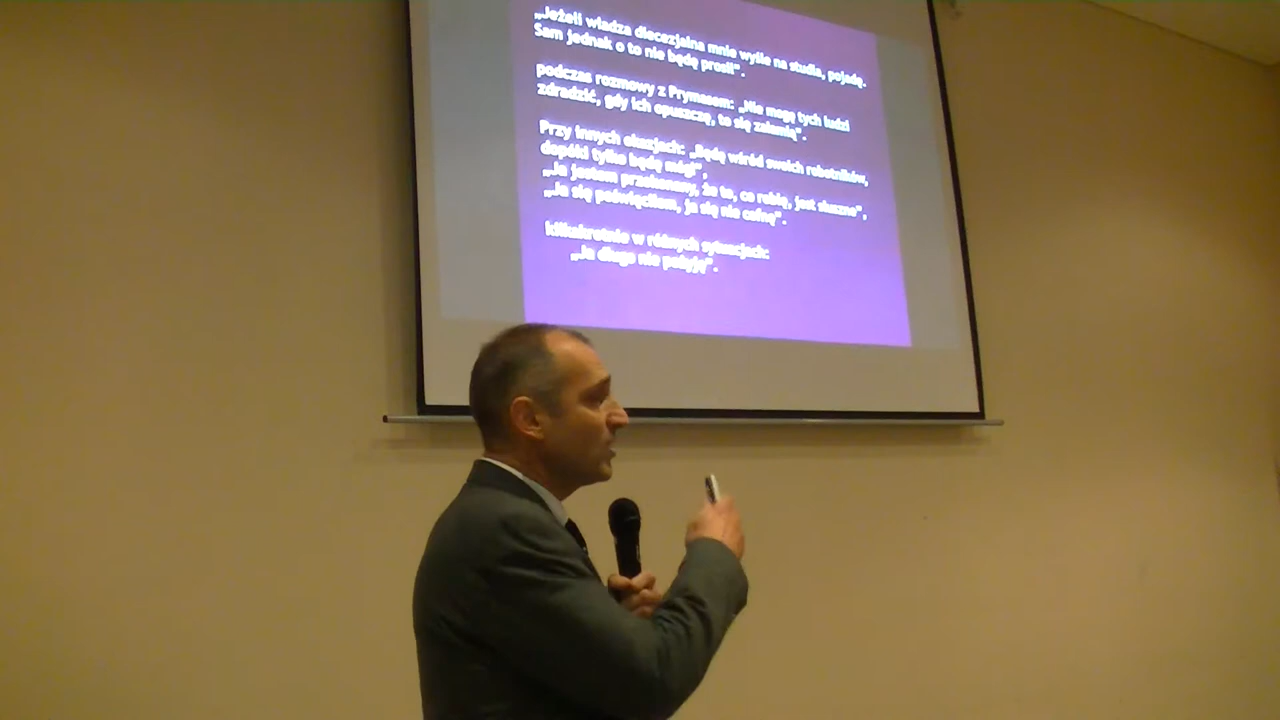 „Jeżeli władza diecezjalna mnie wyśle na studia, pojadę.
Sam jednak o to nie będę prosił”.
podczas rozmowy z Prymasem: „Nie mogę tych ludzi
zdradzić, gdy ich opuszczę, to się załamią”.
Przy innych okazjach: „Będę wśród swoich robotników,
dopóki tylko będę mógł”,
„Ja jestem przekonany, że to, co robię, jest słuszne”,
„Ja się poświęciłem, ja się nie cofnę”.
kilkakrotnie w różnych sytuacjach:
„Ja długo nie pożyję”.